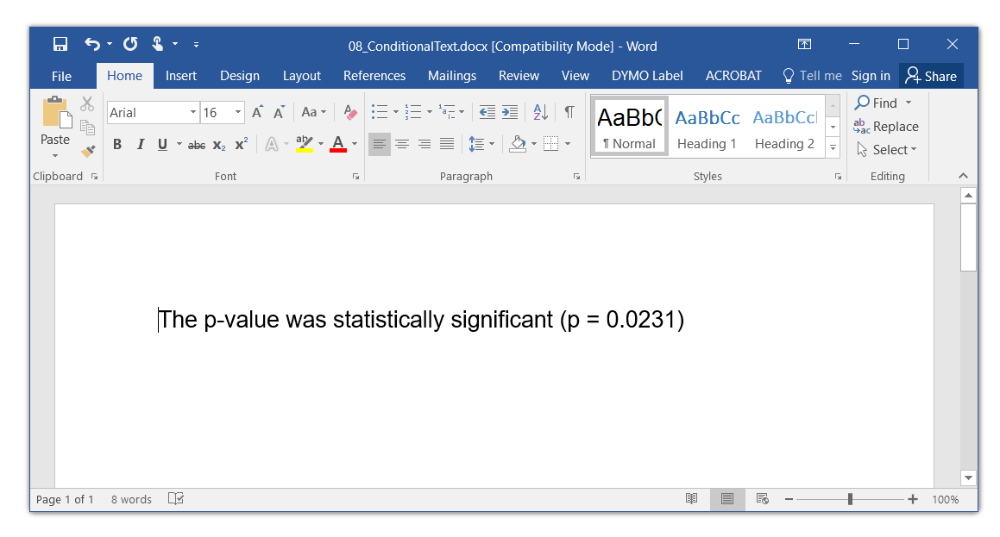 08_ConditionalText.docx [Compatibility Mode] - Word
File Home Insert Design Layout References Mailings Review View DYMO Label ACROBAT Tell me Sign in Share
Paste
Arial 16 Aa
B I U abc X₂ X²
Clipboard Font Paragraph
AaBbC AaBbCc AaBbCcI
¶ Normal Heading 1 Heading 2
Styles
Find
Replace
Select
Editing
The p-value was statistically significant (p = 0.0231)
Page 1 of 1 8 words 100%